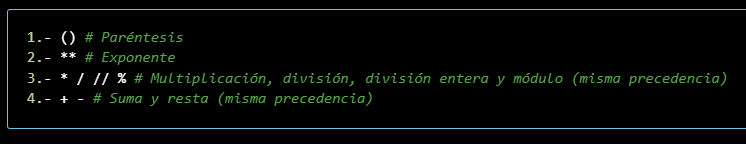 1.- () # Paréntesis
2.- ** # Exponente
3.- * / // % # Multiplicación, división, división entera y módulo (misma precedencia)
4.- + - # Suma y resta (misma precedencia)